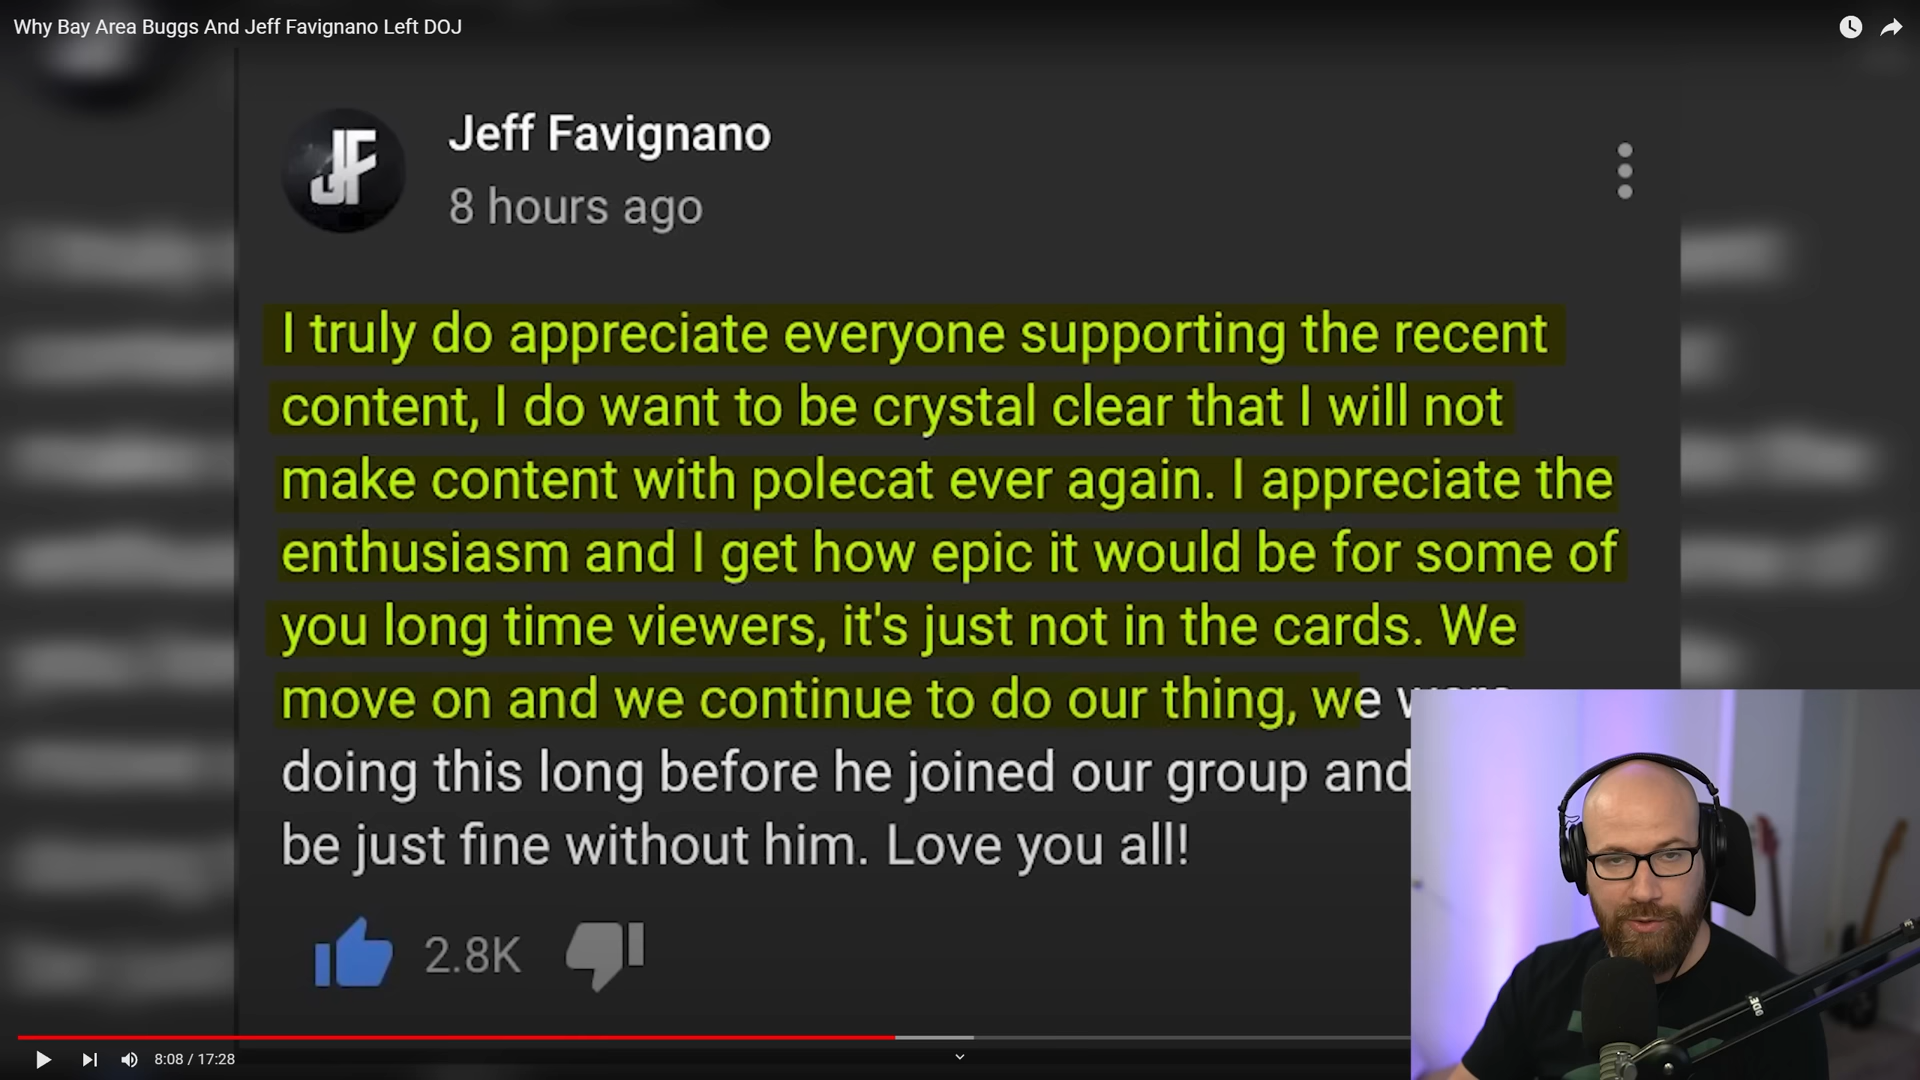 Why Bay Area Buggs And Jeff Favignano Left DOJ
JF
Jeff Favignano
8 hours ago
I truly do appreciate everyone supporting the recent
content, I do want to be crystal clear that I will not
make content with polecat ever again. I appreciate the
enthusiasm and I get how epic it would be for some of
you long time viewers, it's just not in the cards. We
move on and we continue to do our thing, we
doing this long before he joined our group and
be just fine without him. Love you all!
2.8K
8:08 / 17:28